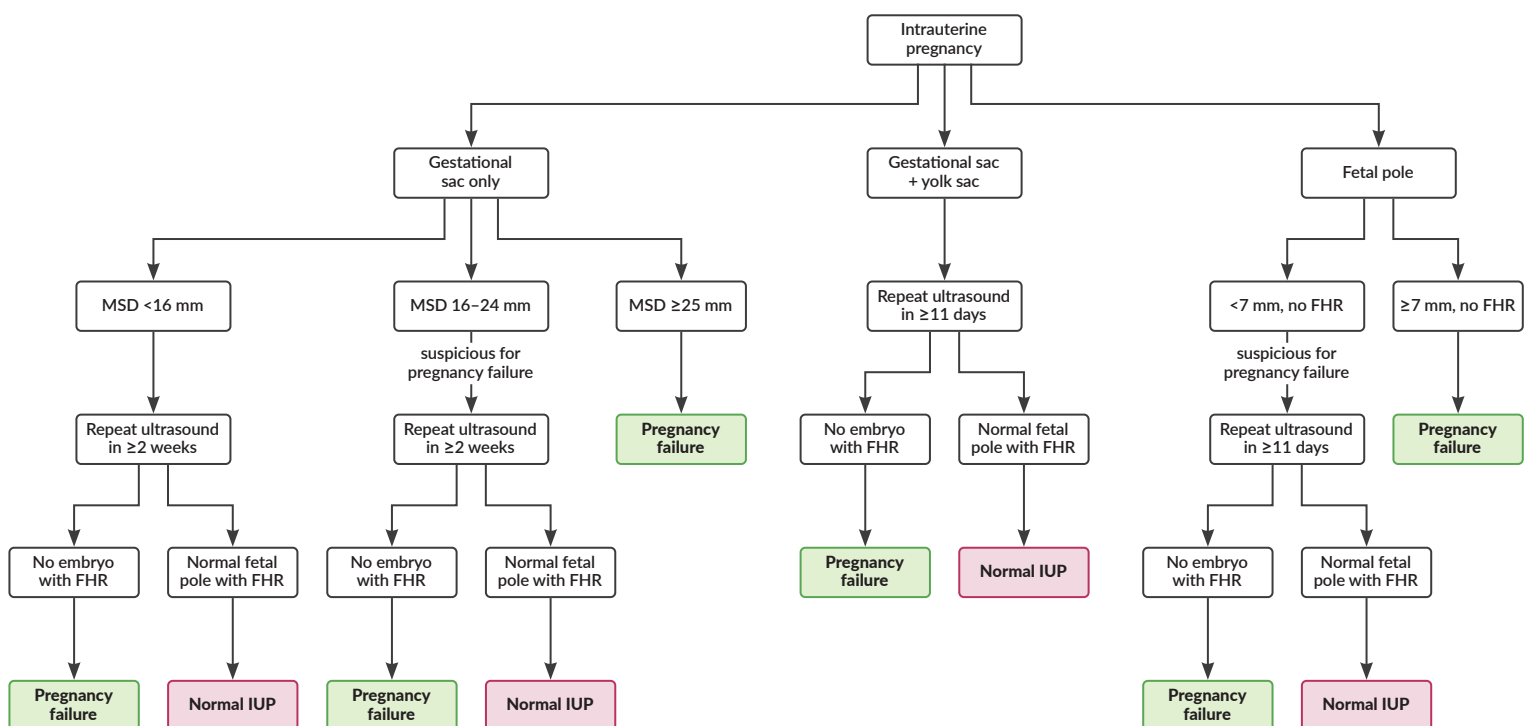 Intrauterine
pregnancy
Gestational
sac only
Gestational sac
+ yolk sac
Fetal pole
MSD <16 mm
MSD 16–24 mm
MSD ≥25 mm
Repeat ultrasound
in ≥11 days
<7 mm, no FHR
≥7 mm, no FHR
suspicious for
pregnancy failure
suspicious for
pregnancy failure
Repeat ultrasound
in ≥2 weeks
Repeat ultrasound
in ≥2 weeks
Pregnancy
failure
No embryo
with FHR
Normal fetal
pole with FHR
Repeat ultrasound
in ≥11 days
Pregnancy
failure
No embryo
with FHR
Normal fetal
pole with FHR
No embryo
with FHR
Normal fetal
pole with FHR
Pregnancy
failure
Normal IUP
No embryo
with FHR
Normal fetal
pole with FHR
Pregnancy
failure
Normal IUP
Pregnancy
failure
Normal IUP
Pregnancy
failure
Normal IUP